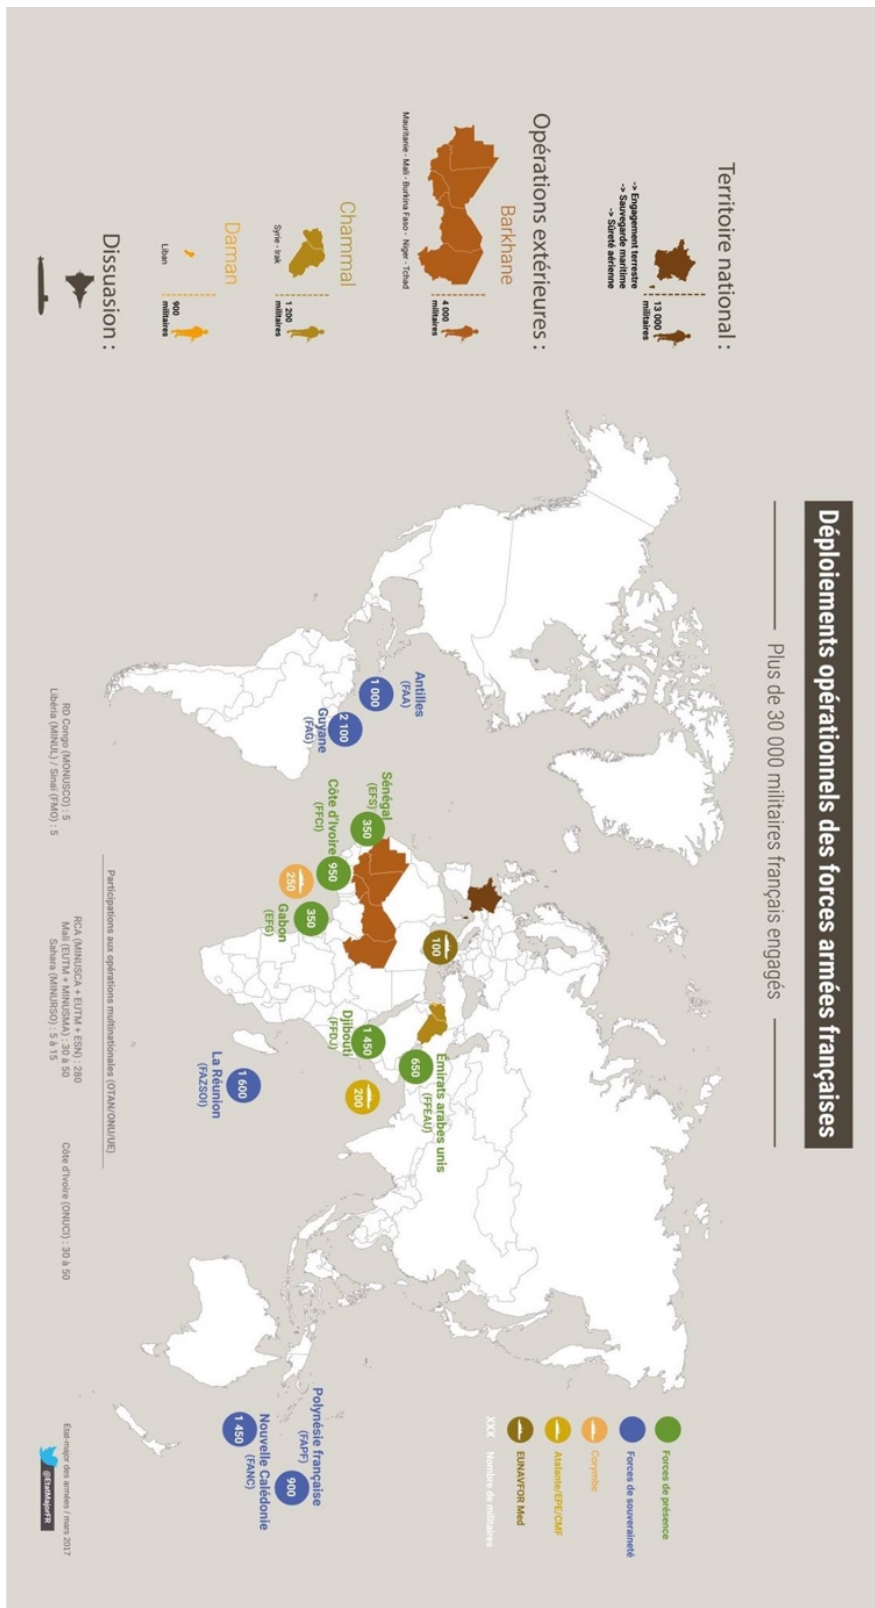 Déploiements opérationnels des forces armées françaises
Plus de 30 000 militaires français engagés
Territoire national :
13 000
militaires
-> Engagement terrestre
-> Sauvegarde maritime
-> Sûreté aérienne
Opérations extérieures :
Barkhane
4 000
militaires
Mauritanie - Mali - Burkina Faso - Niger - Tchad
Chammal
1 200
militaires
Syrie - Irak
Daman
900
militaires
Liban
Dissuasion :
Antilles
(FAA)
1 000
2 100
Guyane
(FAG)
Sénégal
(EFS)
350
Côte d'Ivoire
(FFCI)
950
250
350
Gabon
(EFG)
100
1 450
Djibouti
(FFDJ)
Emirats arabes unis
(FFEAU)
650
200
1 600
La Réunion
(FAZSOI)
Polynésie française
(FAPF)
900
Nouvelle Calédonie
(FANC)
1 450
Forces de présence
Forces de souveraineté
Corymbe
Atalante/EPE/CMF
EUNAVFOR Med
XXX Nombre de militaires
Participations aux opérations multinationales (OTAN/ONU/UE)
RD Congo (MONUSCO) : 5
Libéria (MINUL) / Sinaï (FMO) : 5
RCA (MINUSCA + EUTM + ESN) : 280
Mali (EUTM + MINUSMA) : 30 à 50
Sahara (MINURSO) : 5 à 15
Côte d'Ivoire (ONUCI) : 30 à 50
État-major des armées / mars 2017
@EtatMajorFR